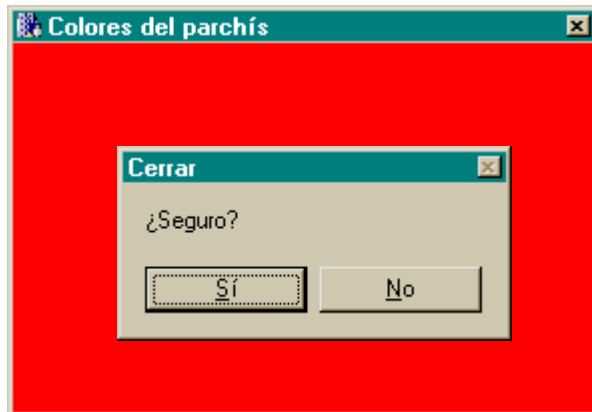 Colores del parchís
Cerrar
¿Seguro?
Sí
No